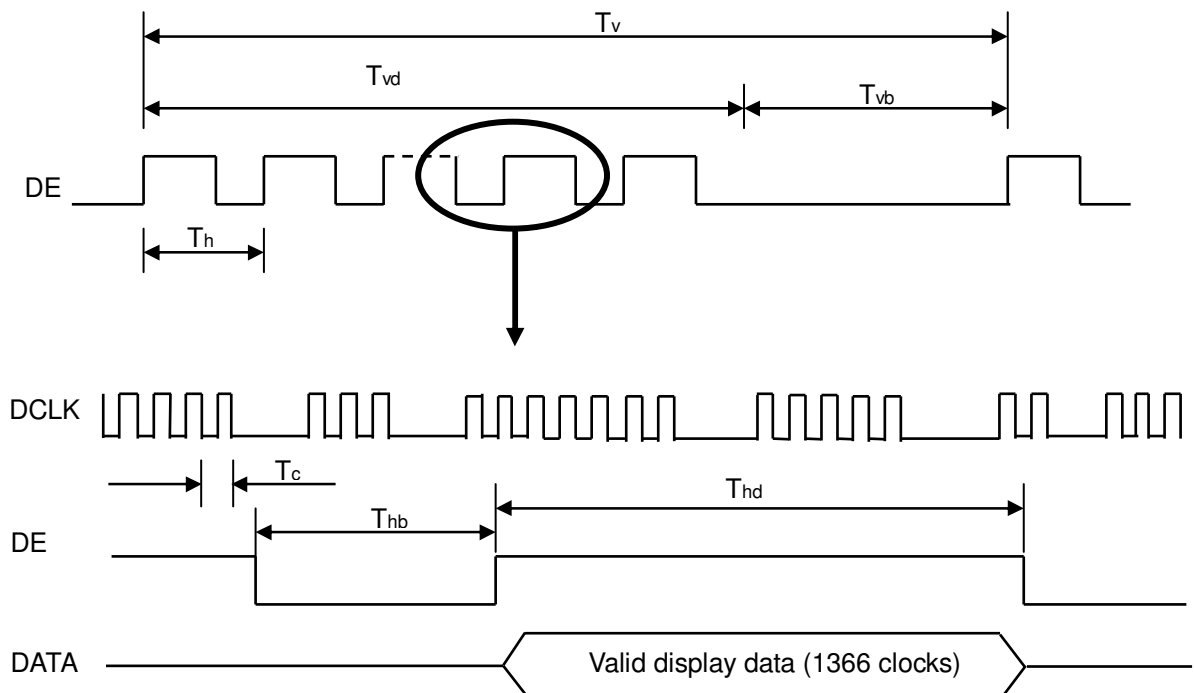 Tv
Tvd
Tvb
DE
Th
DCLK
Tc
Thd
Thb
DE
DATA
Valid display data (1366 clocks)